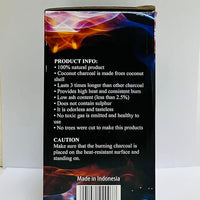 PRODUCT INFO:
• 100% natural product
• Coconut charcoal is made from coconut
shell
• Lasts 3 times longer than other charcoal
• Provides high heat and consistent burn
• Low ash content (less than 2.5%)
• Does not contain sulphur
• It is odorless and tasteless
• No toxic gas is emitted and healthy to
use
• No trees were cut to make this products
CAUTION
Make sure that the burning charcoal is
placed on the heat-resistant surface and
standing on.
Made in Indonesia